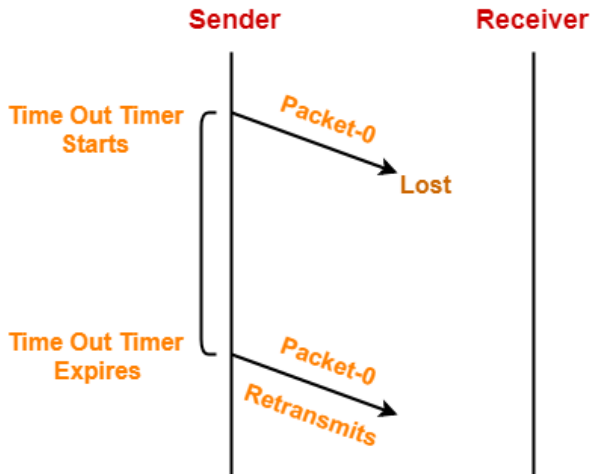 Sender
Receiver
Time Out Timer
Starts
Packet-0
Lost
Time Out Timer
Expires
Packet-0
Retransmits